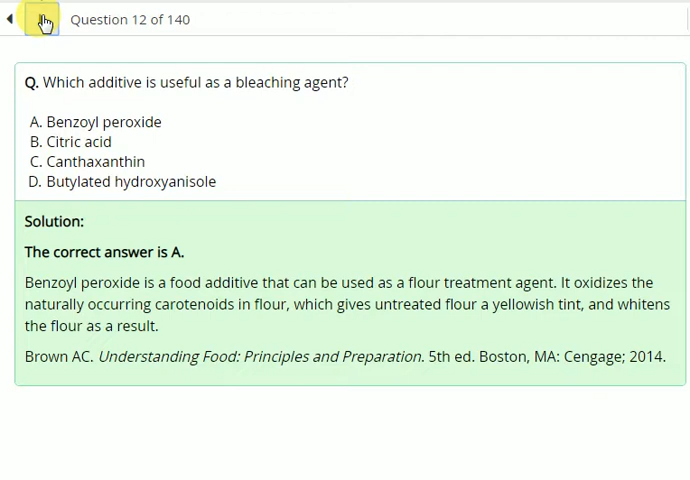 Question 12 of 140
Q. Which additive is useful as a bleaching agent?
A. Benzoyl peroxide
B. Citric acid
C. Canthaxanthin
D. Butylated hydroxyanisole
Solution:
The correct answer is A.
Benzoyl peroxide is a food additive that can be used as a flour treatment agent. It oxidizes the
naturally occurring carotenoids in flour, which gives untreated flour a yellowish tint, and whitens
the flour as a result.
Brown AC. Understanding Food: Principles and Preparation. 5th ed. Boston, MA: Cengage; 2014.